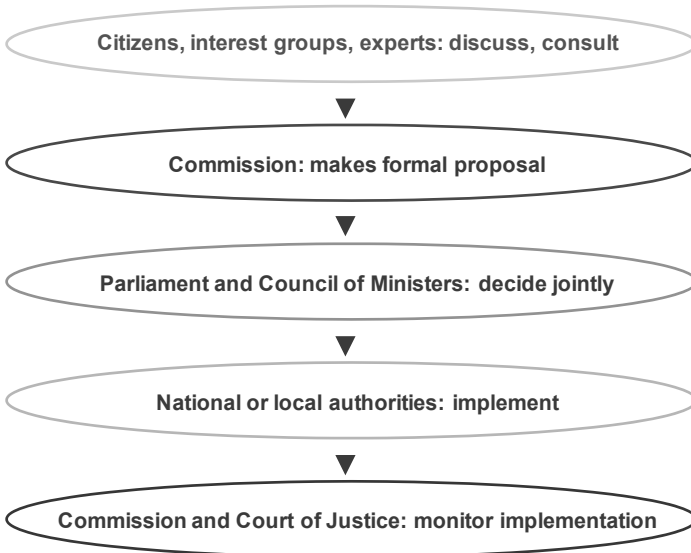 Citizens, interest groups, experts: discuss, consult
Commission: makes formal proposal
Parliament and Council of Ministers: decide jointly
National or local authorities: implement
Commission and Court of Justice: monitor implementation